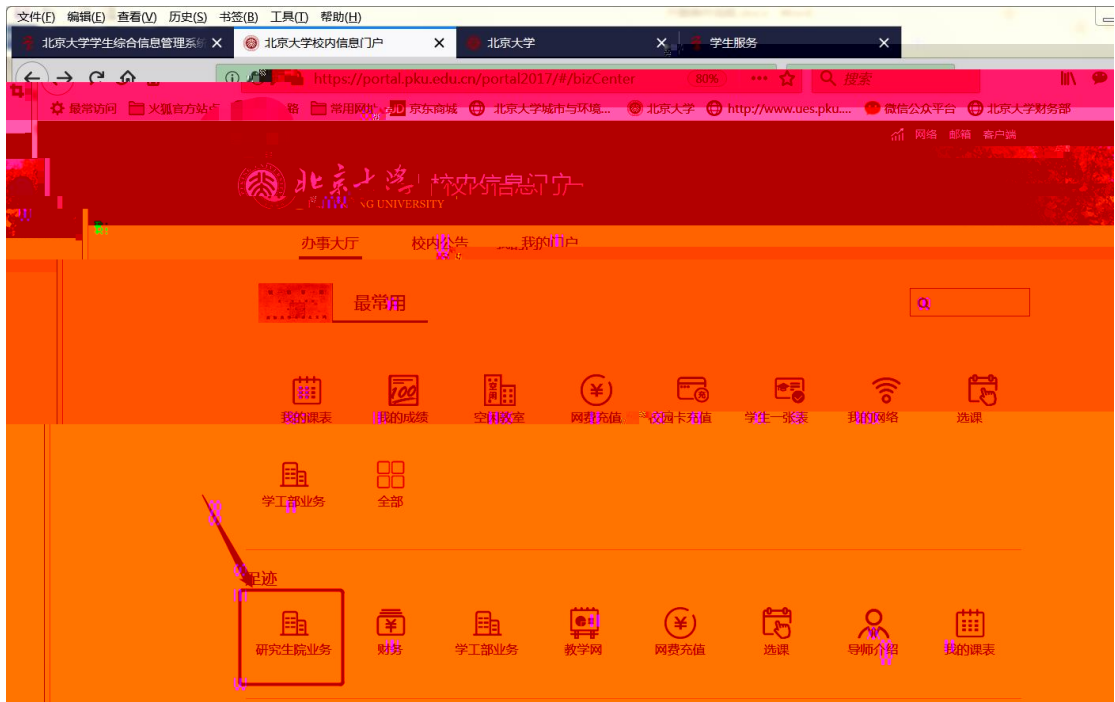 文件(F) 编辑(E) 查看(V) 历史(S) 书签(B) 工具(T) 帮助(H)
北京大学学生综合信息管理系统 北京大学校内信息门户 北京大学 学生服务
https://portal.pku.edu.cn/portal2017/#/bizCenter 80% 搜索
最常访问 火狐官方站点 常用网址 JD 京东商城 北京大学城市与环境... 北京大学 http://www.ues.pku.... 微信公众平台 北京大学财务部
网络 邮箱 客户端
北京大学 校内信息门户
NG UNIVERSITY
办事大厅 校内公告 我的门户
最常用
我的课表 我的成绩 空闲教室 网费充值 校园卡充值 学生一张表 我的网络 选课
学工部业务 全部
足迹
研究生院业务 财务 学工部业务 教学网 网费充值 选课 导师介绍 我的课表